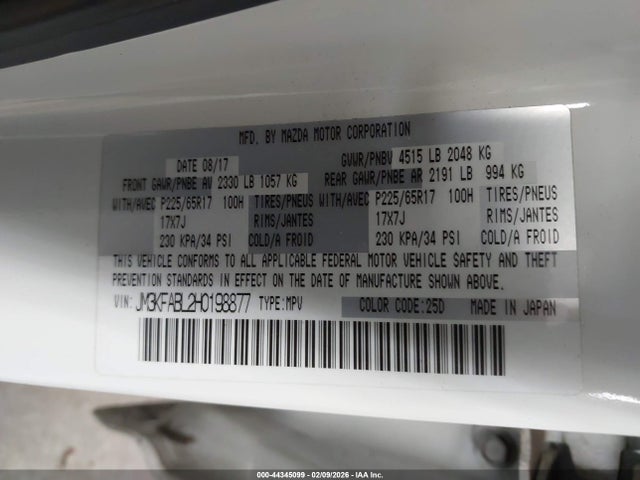 MFD. BY MAZDA MOTOR CORPORATION
DATE 08/17 GVWR/PNBV 4515 LB 2048 KG
FRONT GAWR/PNBE AV 2330 LB 1057 KG REAR GAWR/PNBE AR 2191 LB 994 KG
WITH/AVEC P225/65R17 100H TIRES/PNEUS WITH/AVEC P225/65R17 100H TIRES/PNEUS
17X7J RIMS/JANTES 17X7J RIMS/JANTES
230 KPA/34 PSI COLD/A FROID 230 KPA/34 PSI COLD/A FROID
THIS VEHICLE CONFORMS TO ALL APPLICABLE FEDERAL MOTOR VEHICLE SAFETY AND THEFT
PREVENTION STANDARDS IN EFFECT ON THE DATE OF MANUFACTURE SHOWN ABOVE.
VIN: JM3KFABL2H0198877 TYPE:MPV COLOR CODE:25D MADE IN JAPAN
000-44345099 - 02/09/2026 - IAA Inc.